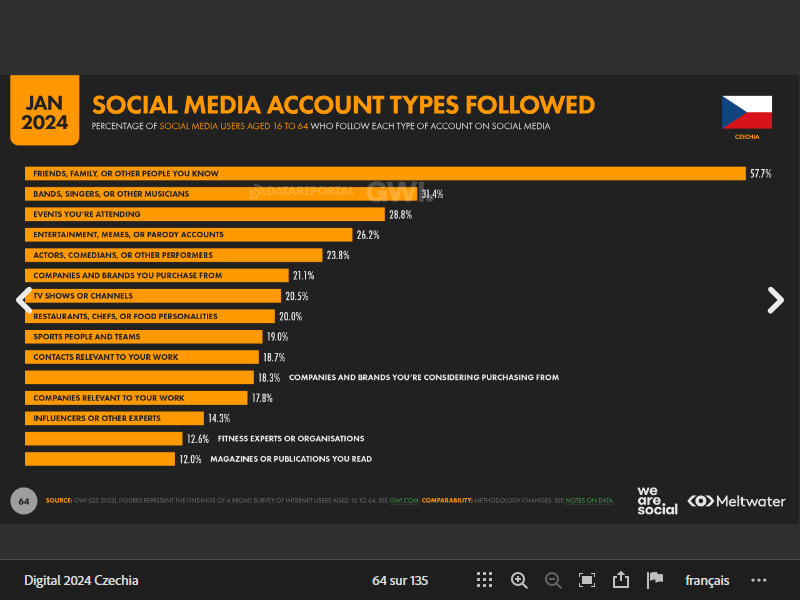 JAN
2024
SOCIAL MEDIA ACCOUNT TYPES FOLLOWED
PERCENTAGE OF SOCIAL MEDIA USERS AGED 16 TO 64 WHO FOLLOW EACH TYPE OF ACCOUNT ON SOCIAL MEDIA
CZECHIA
FRIENDS, FAMILY, OR OTHER PEOPLE YOU KNOW 57.7%
BANDS, SINGERS, OR OTHER MUSICIANS 31.4%
DATAREPORTAL GWI.
EVENTS YOU'RE ATTENDING 28.8%
ENTERTAINMENT, MEMES, OR PARODY ACCOUNTS 26.2%
ACTORS, COMEDIANS, OR OTHER PERFORMERS 23.8%
COMPANIES AND BRANDS YOU PURCHASE FROM 21.1%
TV SHOWS OR CHANNELS 20.5%
RESTAURANTS, CHEFS, OR FOOD PERSONALITIES 20.0%
SPORTS PEOPLE AND TEAMS 19.0%
CONTACTS RELEVANT TO YOUR WORK 18.7%
18.3% COMPANIES AND BRANDS YOU'RE CONSIDERING PURCHASING FROM
COMPANIES RELEVANT TO YOUR WORK 17.8%
INFLUENCERS OR OTHER EXPERTS 14.3%
12.6% FITNESS EXPERTS OR ORGANISATIONS
12.0% MAGAZINES OR PUBLICATIONS YOU READ
64
SOURCE: GWI (Q3 2023). FIGURES REPRESENT THE FINDINGS OF A BROAD SURVEY OF INTERNET USERS AGED 16 TO 64. SEE GWI.COM. COMPARABILITY: METHODOLOGY CHANGES. SEE NOTES ON DATA.
we
are.
social
Meltwater
Digital 2024 Czechia
64 sur 135
français